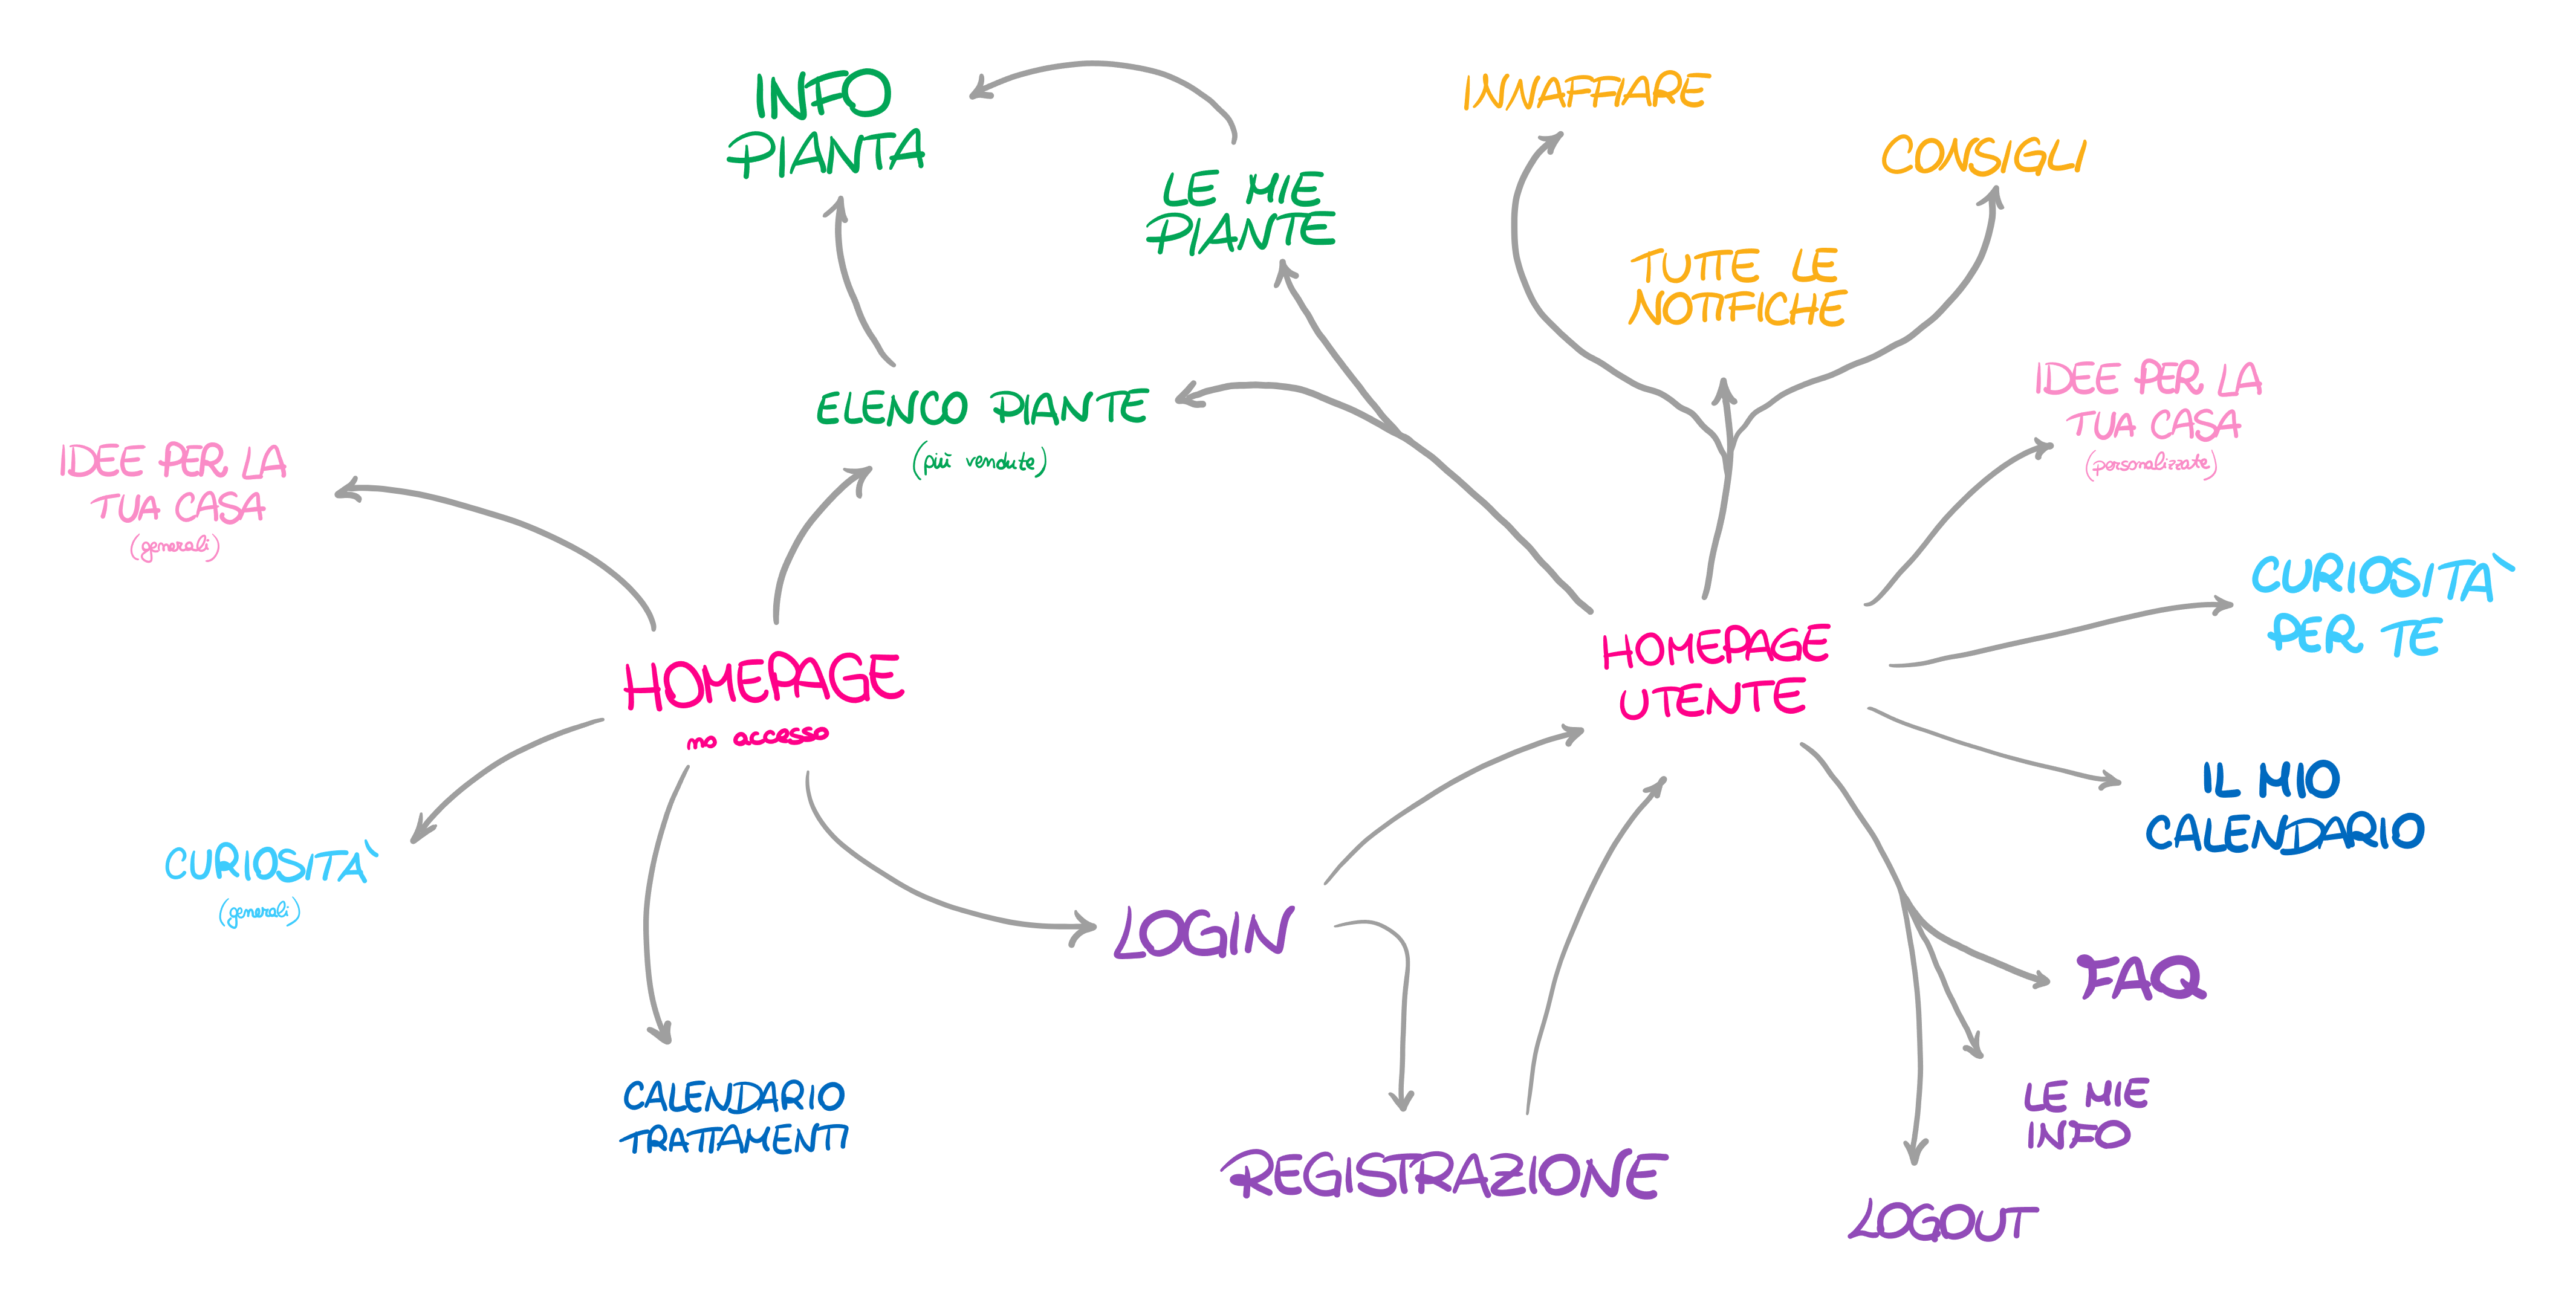 INFO
PIANTA
LE MIE
PIANTE
INNAFFIARE
CONSIGLI
TUTTE LE
NOTIFICHE
ELENCO PIANTE
(più vendute)
IDEE PER LA
TUA CASA
(personalizzate)
IDEE PER LA
TUA CASA
(generali)
CURIOSITA'
PER TE
HOMEPAGE
no accesso
HOMEPAGE
UTENTE
IL MIO
CALENDARIO
CURIOSITA'
(generali)
LOGIN
FAQ
CALENDARIO
TRATTAMENTI
LE MIE
INFO
REGISTRAZIONE
LOGOUT